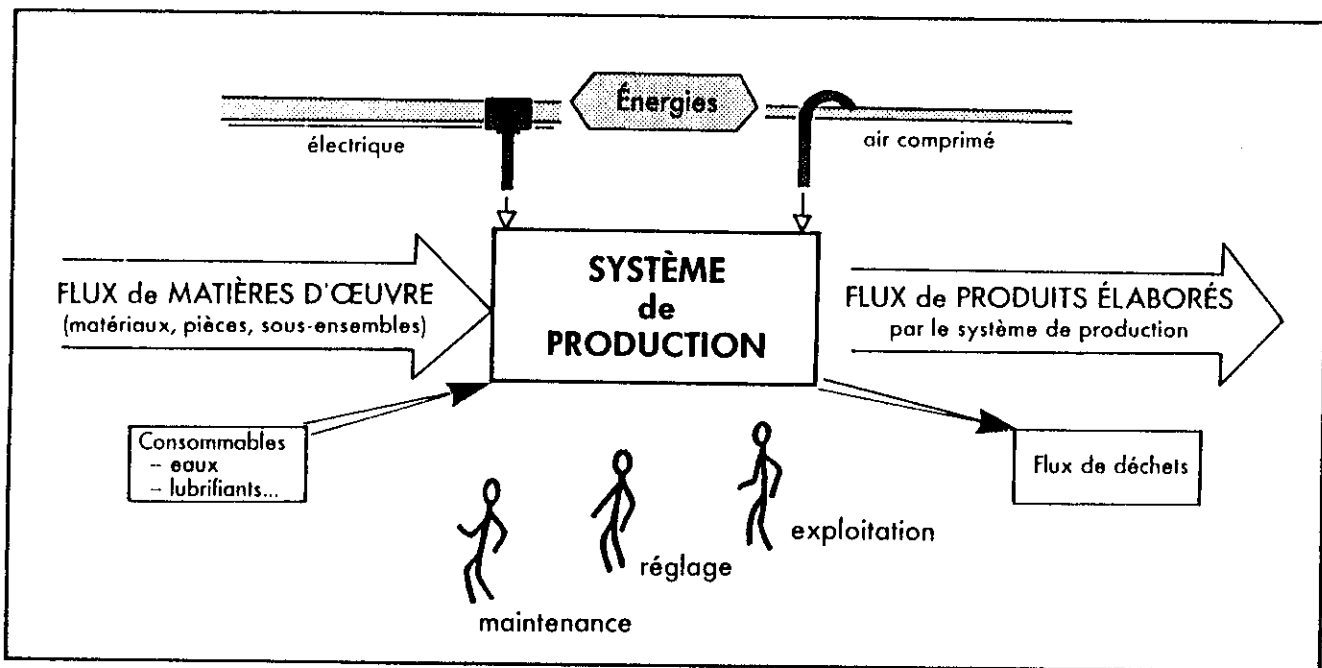 Énergies
électrique
air comprimé
FLUX de MATIÈRES D'ŒUVRE
(matériaux, pièces, sous-ensembles)
SYSTÈME
de
PRODUCTION
FLUX de PRODUITS ÉLABORÉS
par le système de production
Consommables
– eaux
– lubrifiants...
Flux de déchets
exploitation
réglage
maintenance